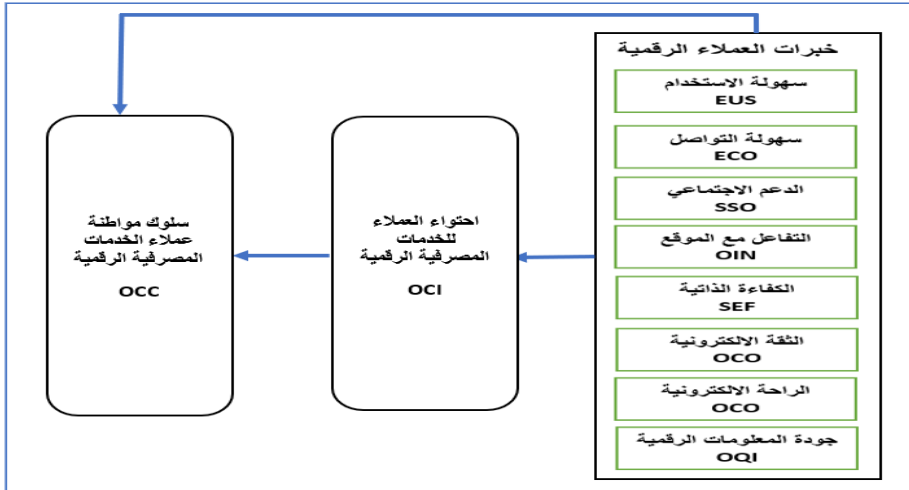 خبرات العملاء الرقمية
سهولة الاستخدام
EUS
سهولة التواصل
ECO
الدعم الاجتماعي
SSO
التفاعل مع الموقع
OIN
الكفاءة الذاتية
SEF
الثقة الالكترونية
OCO
الراحة الالكترونية
OCO
جودة المعلومات الرقمية
OQI
احتواء العملاء
للخدمات
المصرفية الرقمية
OCI
سلوك مواطنة
عملاء الخدمات
المصرفية الرقمية
OCC